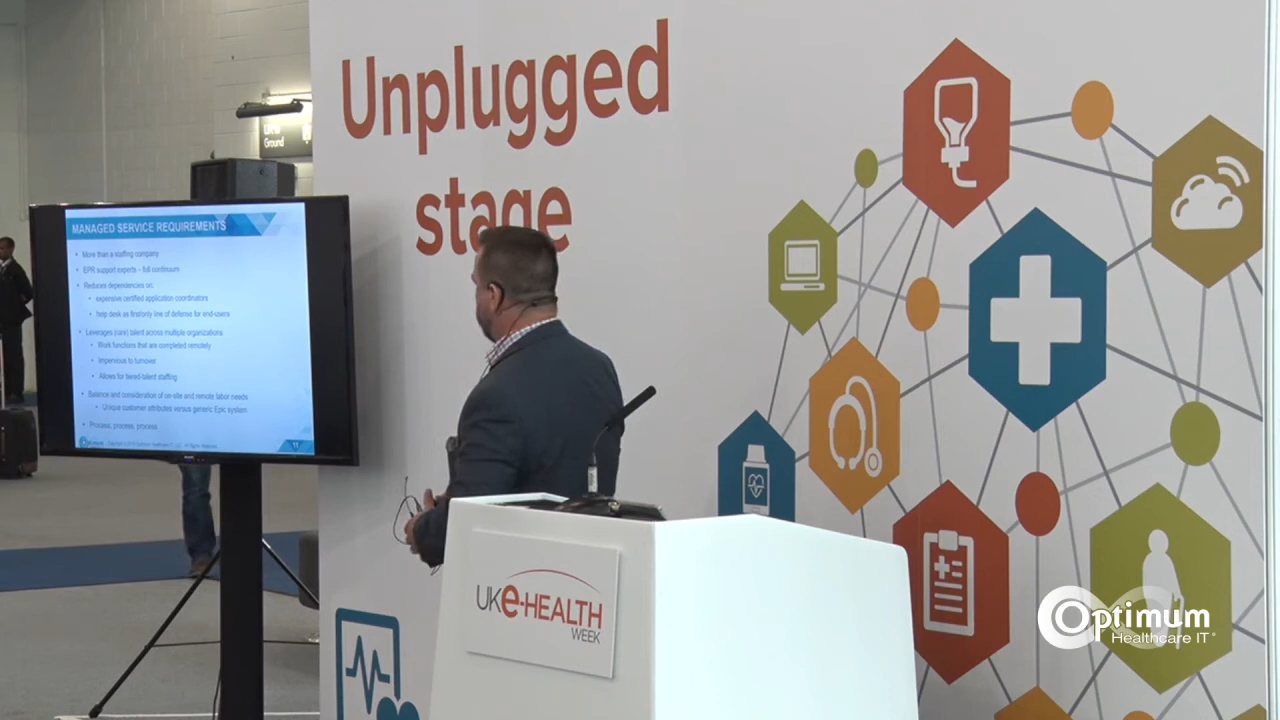 Unplugged
stage
Ground
MANAGED SERVICE REQUIREMENTS
• More than a staffing company
• EPR support experts – full continuum
• Reduces dependencies on:
• expensive certified application coordinators
• help desk as first/only line of defense for end-users
• Leverages (rare) talent across multiple organizations
• Work functions that are completed remotely
• Impervious to turnover
• Allows for tiered-talent staffing
• Balance and consideration of on-site and remote labor needs
• Unique customer attributes versus generic Epic system
• Process, process, process
11
UK e-HEALTH
WEEK
Optimum
Healthcare IT